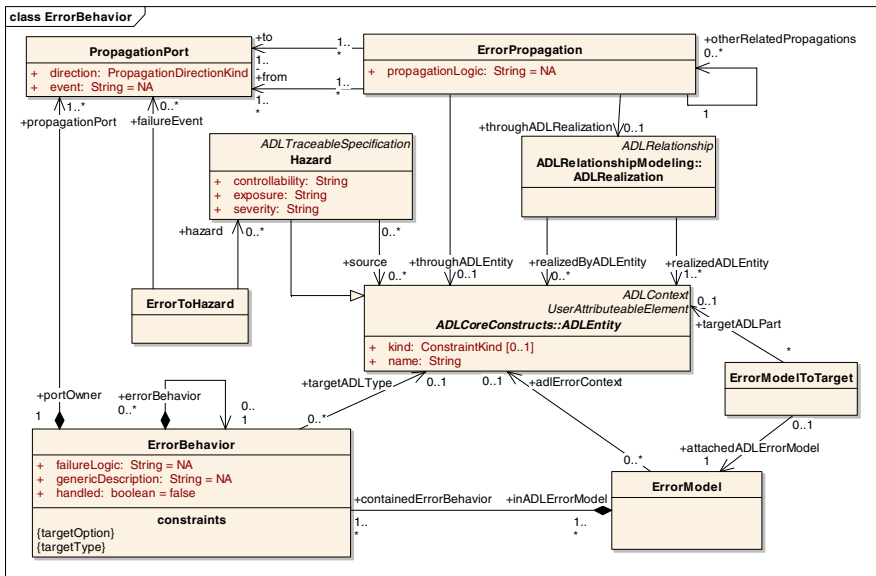 class ErrorBehavior
PropagationPort
+ direction: PropagationDirectionKind
+ event: String = NA
+to
1..
*
1..
*
+from
1..
*
1..
*
ErrorPropagation
+ propagationLogic: String = NA
+otherRelatedPropagations
0..*
1
1..*
+propagationPort
0..*
+failureEvent
+throughADLRealization
0..1
ADLTraceableSpecification
Hazard
+ controllability: String
+ exposure: String
+ severity: String
ADLRelationship
ADLRelationshipModeling::
ADLRealization
+hazard
0..*
0..*
+source
0..*
+throughADLEntity
0..1
+realizedByADLEntity
0..*
+realizedADLEntity
1..*
ErrorToHazard
ADLContext
UserAttributeableElement
ADLCoreConstructs::ADLEntity
+ kind: ConstraintKind [0..1]
+ name: String
0..1
+targetADLPart
*
ErrorModelToTarget
+portOwner
1
+errorBehavior
0..*
0..
1
+targetADLType
0..1
0..*
0..1
+adlErrorContext
0..*
0..1
+attachedADLErrorModel
1
ErrorBehavior
+ failureLogic: String = NA
+ genericDescription: String = NA
+ handled: boolean = false
constraints
{targetOption}
{targetType}
+containedErrorBehavior
1..
*
+inADLErrorModel
1..
*
ErrorModel